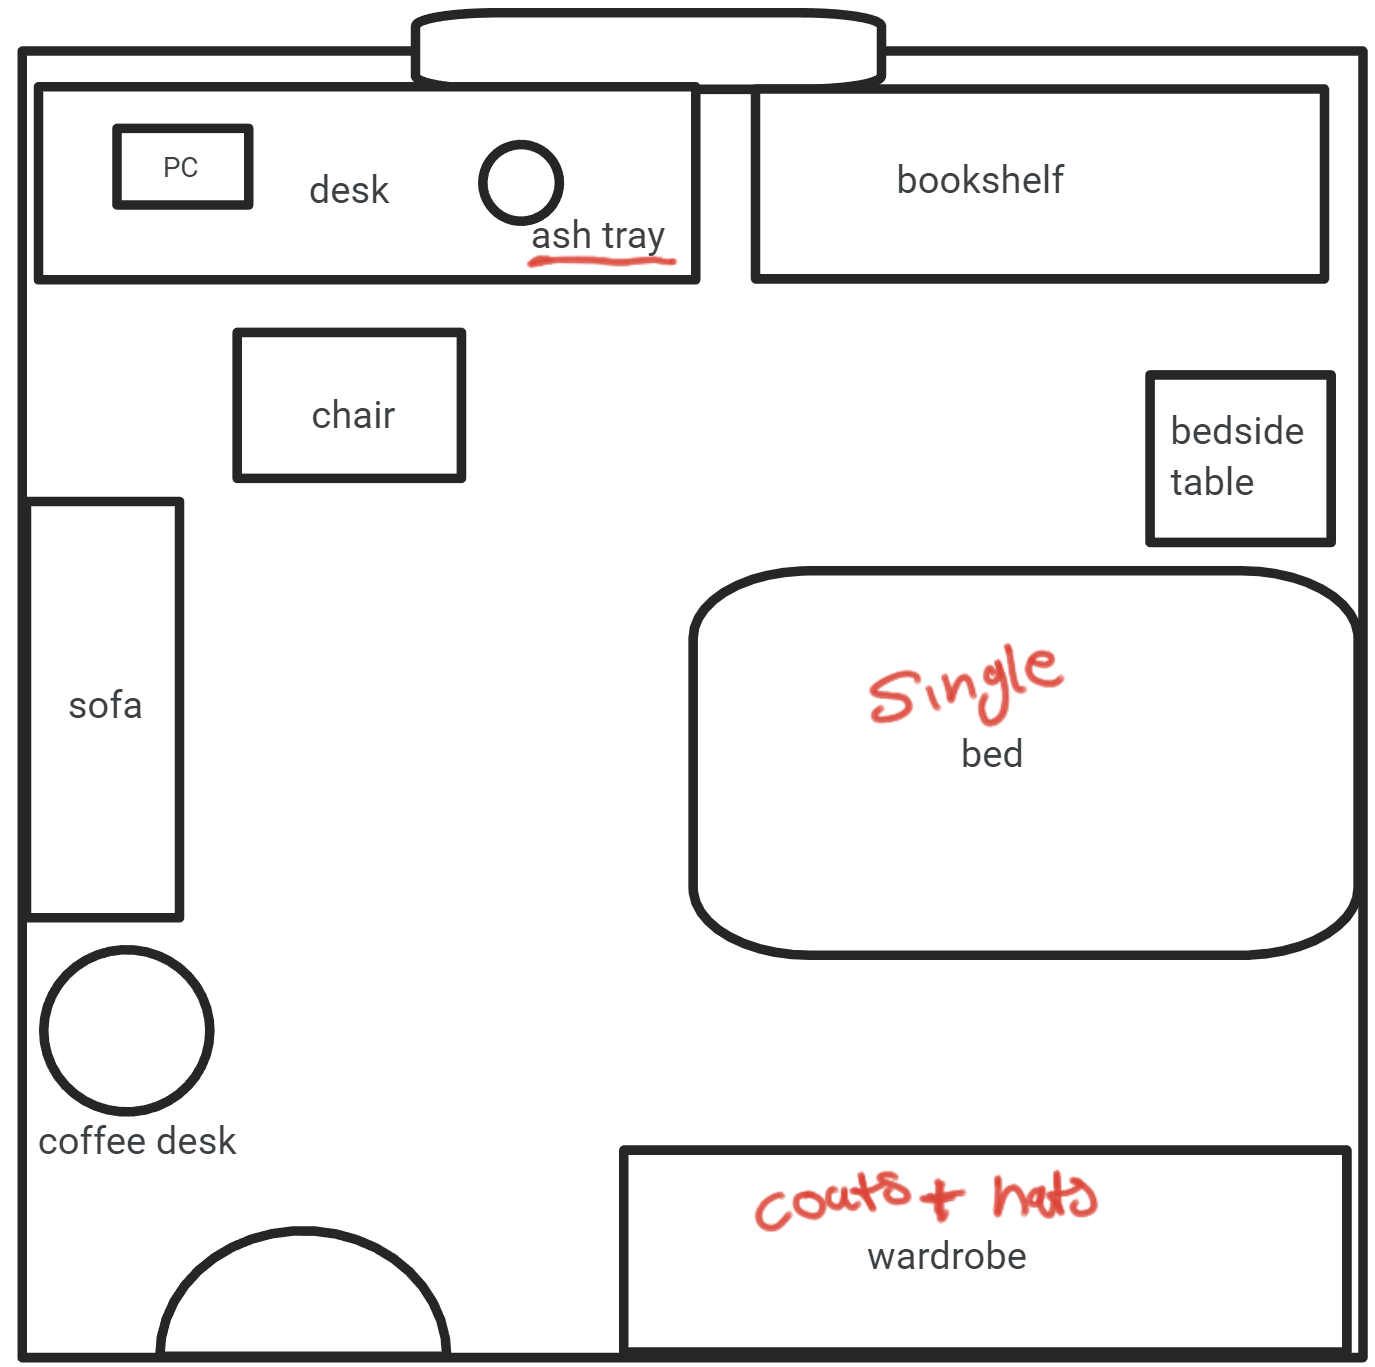 PC
desk
ash tray
bookshelf
chair
bedside
table
sofa
Single
bed
coffee desk
coats + hats
wardrobe